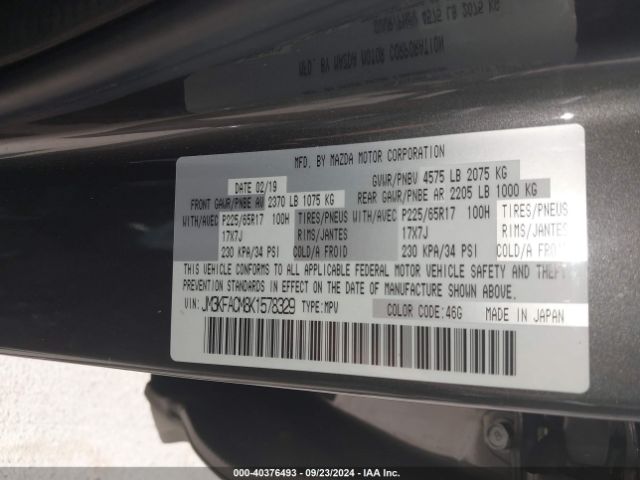 MFD. BY MAZDA MOTOR CORPORATION
DATE 02/19 GVWR/PNBV 4575 LB 2075 KG
FRONT GAWR/PNBE AV 2370 LB 1075 KG REAR GAWR/PNBE AR 2205 LB 1000 KG
WITH/AVEC P225/65R17 100H TIRES/PNEUS WITH/AVEC P225/65R17 100H TIRES/PNEUS
17X7J RIMS/JANTES 17X7J RIMS/JANTES
230 KPA/34 PSI COLD/A FROID 230 KPA/34 PSI COLD/A FROID
THIS VEHICLE CONFORMS TO ALL APPLICABLE FEDERAL MOTOR VEHICLE SAFETY AND THEFT
PREVENTION STANDARDS IN EFFECT ON THE DATE OF MANUFACTURE SHOWN ABOVE.
VIN: JM3KFACM8K1578329 TYPE:MPV COLOR CODE:46G MADE IN JAPAN
000-40376493 - 09/23/2024 - IAA Inc.